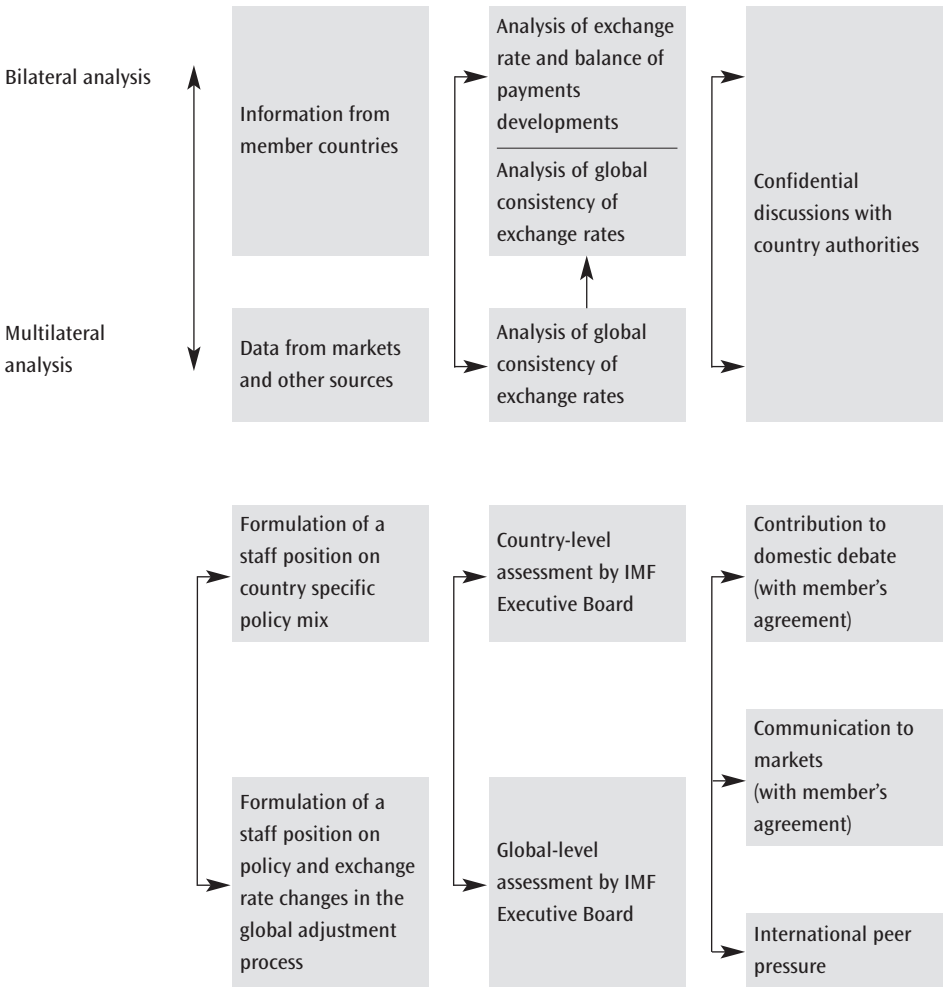 Bilateral analysis
Information from
member countries
Analysis of exchange
rate and balance of
payments
developments
Analysis of global
consistency of
exchange rates
Confidential
discussions with
country authorities
Multilateral
analysis
Data from markets
and other sources
Analysis of global
consistency of
exchange rates
Formulation of a
staff position on
country specific
policy mix
Country-level
assessment by IMF
Executive Board
Contribution to
domestic debate
(with member's
agreement)
Communication to
markets
(with member's
agreement)
Formulation of a
staff position on
policy and exchange
rate changes in the
global adjustment
process
Global-level
assessment by IMF
Executive Board
International peer
pressure